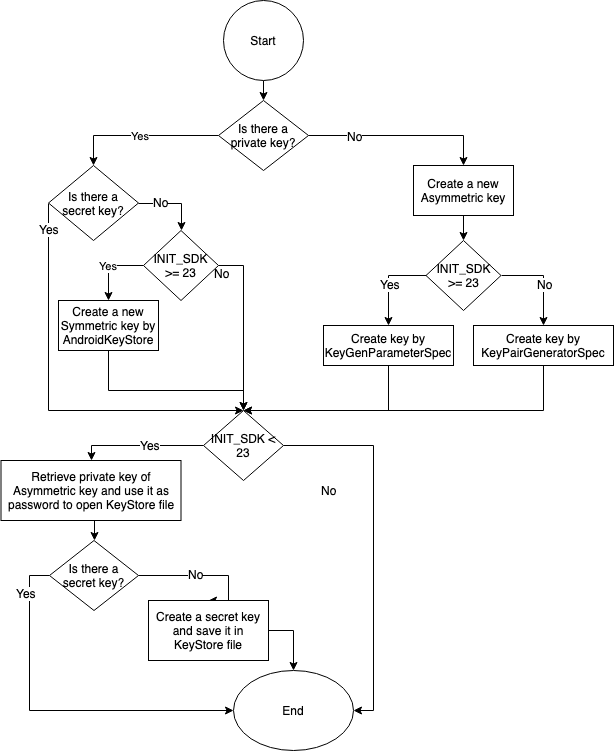 Start
Is there a
private key?
Yes
No
Is there a
secret key?
No
Yes
Create a new
Asymmetric key
INIT_SDK
>= 23
Yes
No
INIT_SDK
>= 23
Yes
No
Create a new
Symmetric key by
AndroidKeyStore
Create key by
KeyGenParameterSpec
Create key by
KeyPairGeneratorSpec
INIT_SDK <
23
Yes
No
Retrieve private key of
Asymmetric key and use it as
password to open KeyStore file
Is there a
secret key?
No
Yes
Create a secret key
and save it in
KeyStore file
End